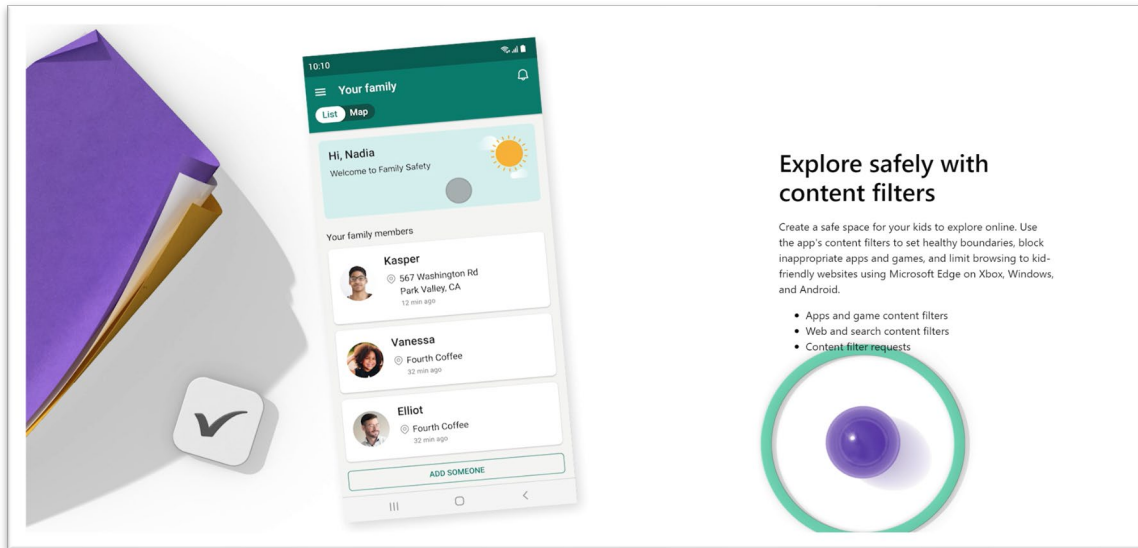 10:10
Your family
List Map
Hi, Nadia
Welcome to Family Safety
Your family members
Kasper
567 Washington Rd
Park Valley, CA
12 min ago
Vanessa
Fourth Coffee
32 min ago
Elliot
Fourth Coffee
32 min ago
ADD SOMEONE
Explore safely with
content filters
Create a safe space for your kids to explore online. Use
the app's content filters to set healthy boundaries, block
inappropriate apps and games, and limit browsing to kid-
friendly websites using Microsoft Edge on Xbox, Windows,
and Android.
• Apps and game content filters
• Web and search content filters
• Content filter requests